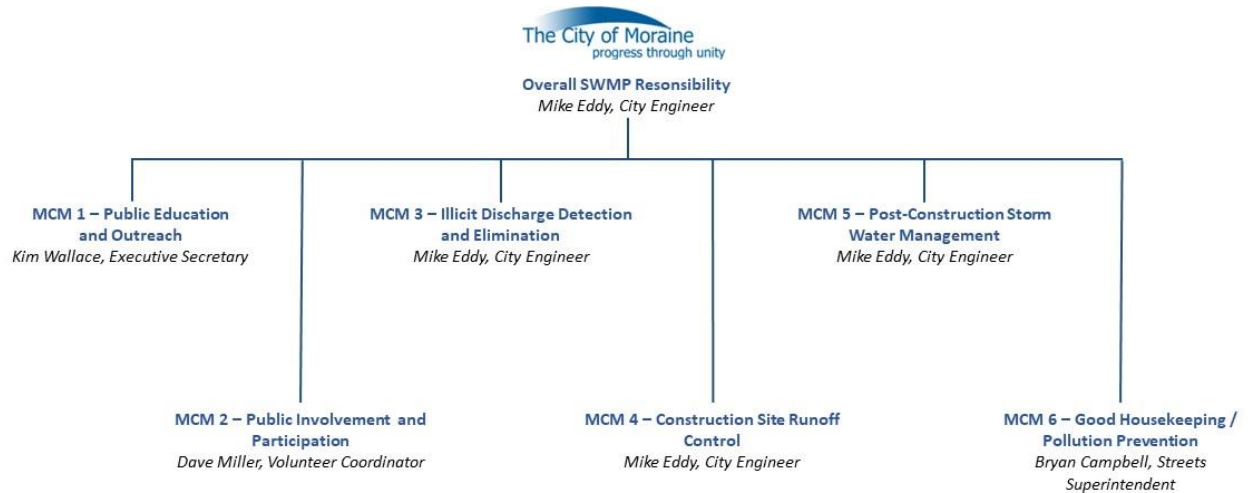 The City of Moraine
progress through unity
Overall SWMP Resonsibility
Mike Eddy, City Engineer
MCM 1 – Public Education
and Outreach
Kim Wallace, Executive Secretary
MCM 3 – Illicit Discharge Detection
and Elimination
Mike Eddy, City Engineer
MCM 5 – Post-Construction Storm
Water Management
Mike Eddy, City Engineer
MCM 2 – Public Involvement and
Participation
Dave Miller, Volunteer Coordinator
MCM 4 – Construction Site Runoff
Control
Mike Eddy, City Engineer
MCM 6 – Good Housekeeping /
Pollution Prevention
Bryan Campbell, Streets
Superintendent